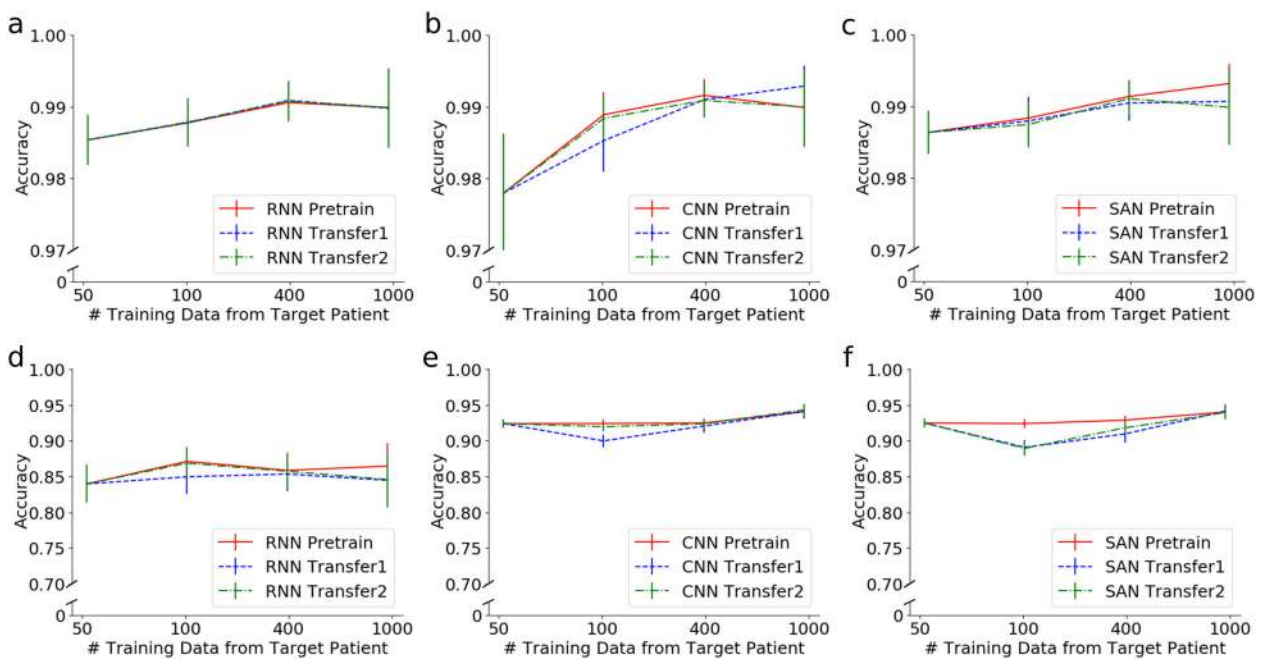 a
1.00
0.99
0.98
0.97
0
Accuracy
50 100 400 1000
# Training Data from Target Patient
RNN Pretrain
RNN Transfer1
RNN Transfer2
b
1.00
0.99
0.98
0.97
0
Accuracy
50 100 400 1000
# Training Data from Target Patient
CNN Pretrain
CNN Transfer1
CNN Transfer2
c
1.00
0.99
0.98
0.97
0
Accuracy
50 100 400 1000
# Training Data from Target Patient
SAN Pretrain
SAN Transfer1
SAN Transfer2
d
1.00
0.95
0.90
0.85
0.80
0.75
0.70
0
Accuracy
50 100 400 1000
# Training Data from Target Patient
RNN Pretrain
RNN Transfer1
RNN Transfer2
e
1.00
0.95
0.90
0.85
0.80
0.75
0.70
0
Accuracy
50 100 400 1000
# Training Data from Target Patient
CNN Pretrain
CNN Transfer1
CNN Transfer2
f
1.00
0.95
0.90
0.85
0.80
0.75
0.70
0
Accuracy
50 100 400 1000
# Training Data from Target Patient
SAN Pretrain
SAN Transfer1
SAN Transfer2